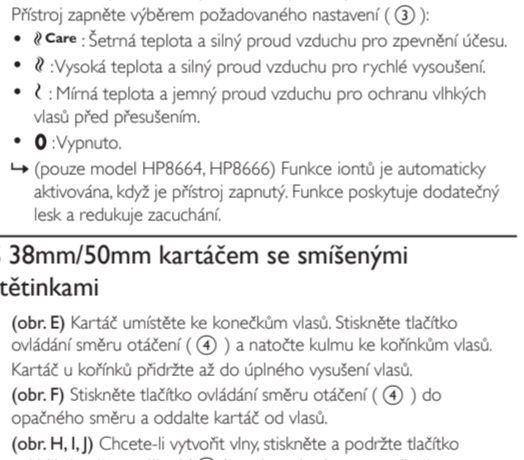 Přístroj zapněte výběrem požadovaného nastavení ( ③ ):
• Care : Šetrná teplota a silný proud vzduchu pro zpevnění účesu.
• : Vysoká teplota a silný proud vzduchu pro rychlé vysoušení.
• : Mírná teplota a jemný proud vzduchu pro ochranu vlhkých
vlasů před přesušením.
• 0 : Vypnuto.
↪ (pouze model HP8664, HP8666) Funkce iontů je automaticky
aktivována, když je přístroj zapnutý. Funkce poskytuje dodatečný
lesk a redukuje zacuchání.
38mm/50mm kartáčem se smíšenými
tětinkami
(obr. E) Kartáč umístěte ke konečkům vlasů. Stiskněte tlačítko
ovládání směru otáčení ( ④ ) a natočte kulmu ke kořínkům vlasů.
Kartáč u kořínků přidržte až do úplného vysušení vlasů.
(obr. F) Stiskněte tlačítko ovládání směru otáčení ( ④ ) do
opačného směru a oddalte kartáč od vlasů.
(obr. H, I, J) Chcete-li vytvořit vlny, stiskněte a podržte tlačítko